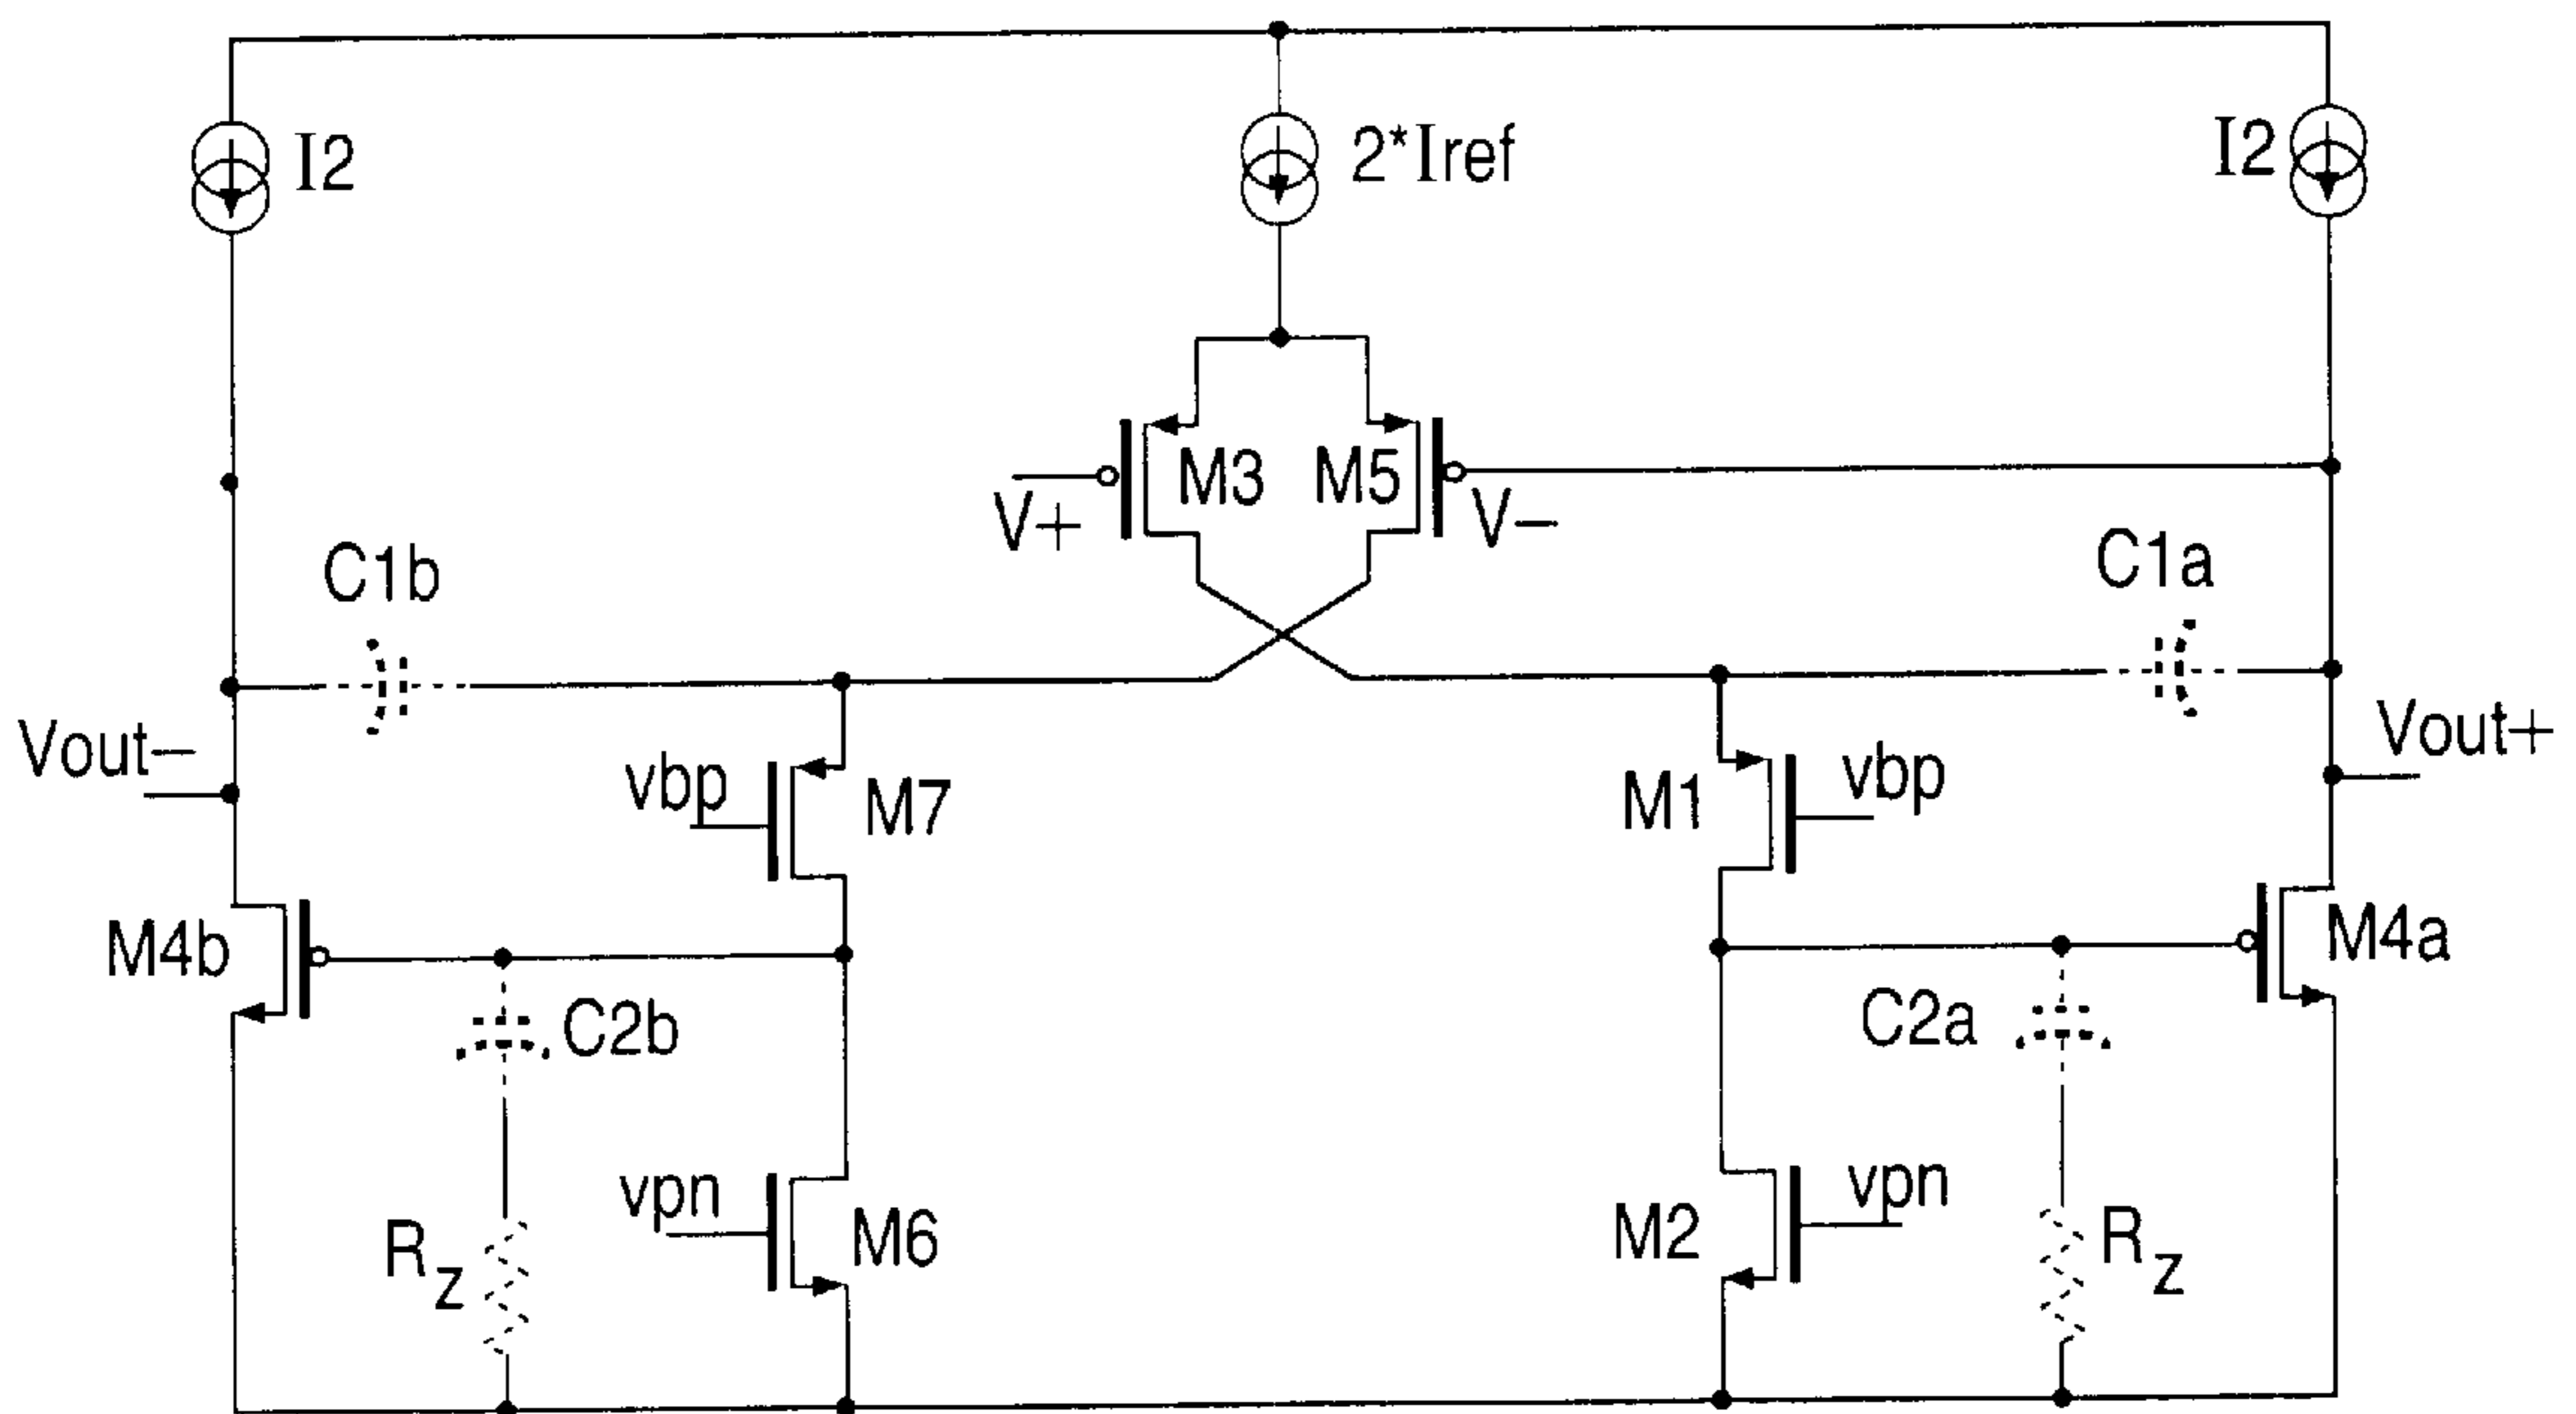 I2
2*Iref
I2
M3
M5
V+
V−
C1b
C1a
Vout−
Vout+
vbp
M7
M1
vbp
M4b
M4a
C2b
C2a
vpn
M6
M2
vpn
Rz
Rz